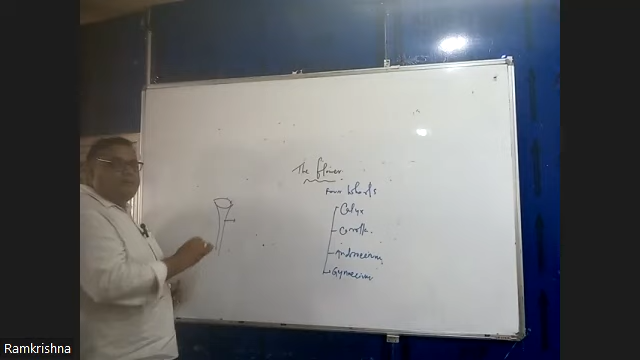 The flower
Four Whorls
Calyx
Corolla.
Androecium
Gynoecium
Ramkrishna